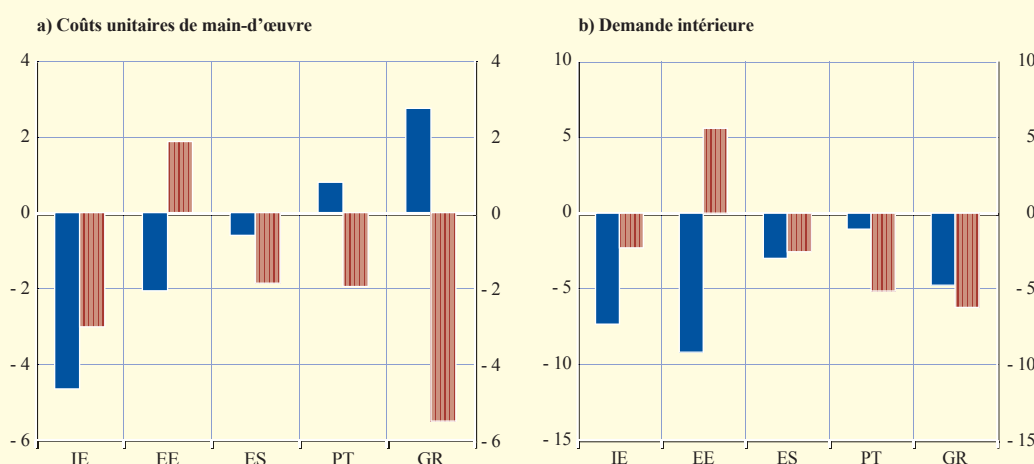 a) Coûts unitaires de main-d'œuvre
4 4
2 2
0 0
- 2 - 2
- 4 - 4
- 6 - 6
IE EE ES PT GR
b) Demande intérieure
10 10
5 5
0 0
- 5 - 5
- 10 - 10
- 15 - 15
IE EE ES PT GR